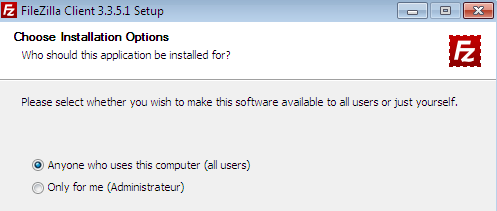 FileZilla Client 3.3.5.1 Setup
Choose Installation Options
Who should this application be installed for?
Fz
Please select whether you wish to make this software available to all users or just yourself.
Anyone who uses this computer (all users)
Only for me (Administrateur)